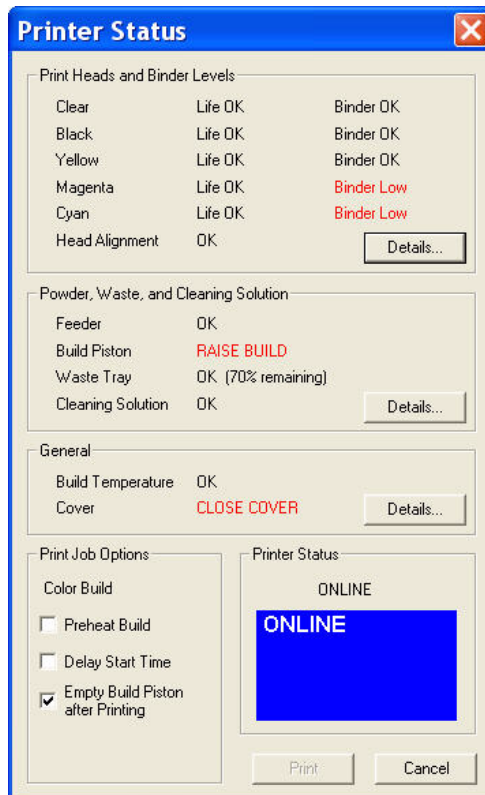 Printer Status
Print Heads and Binder Levels
Clear Life OK Binder OK
Black Life OK Binder OK
Yellow Life OK Binder OK
Magenta Life OK Binder Low
Cyan Life OK Binder Low
Head Alignment OK Details...
Powder, Waste, and Cleaning Solution
Feeder OK
Build Piston RAISE BUILD
Waste Tray OK (70% remaining)
Cleaning Solution OK Details...
General
Build Temperature OK
Cover CLOSE COVER Details...
Print Job Options
Color Build
Preheat Build
Delay Start Time
Empty Build Piston
after Printing
Printer Status
ONLINE
ONLINE
Print Cancel